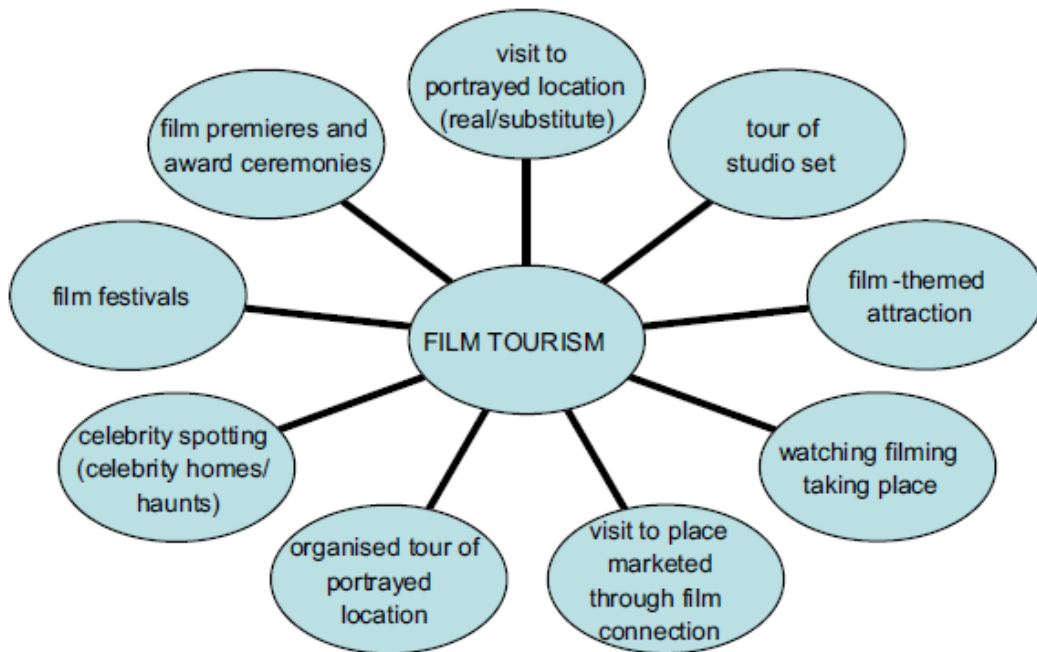 visit to
portrayed location
(real/substitute)
tour of
studio set
film -themed
attraction
watching filming
taking place
visit to place
marketed
through film
connection
organised tour of
portrayed
location
celebrity spotting
(celebrity homes/
haunts)
film festivals
film premieres and
award ceremonies
FILM TOURISM